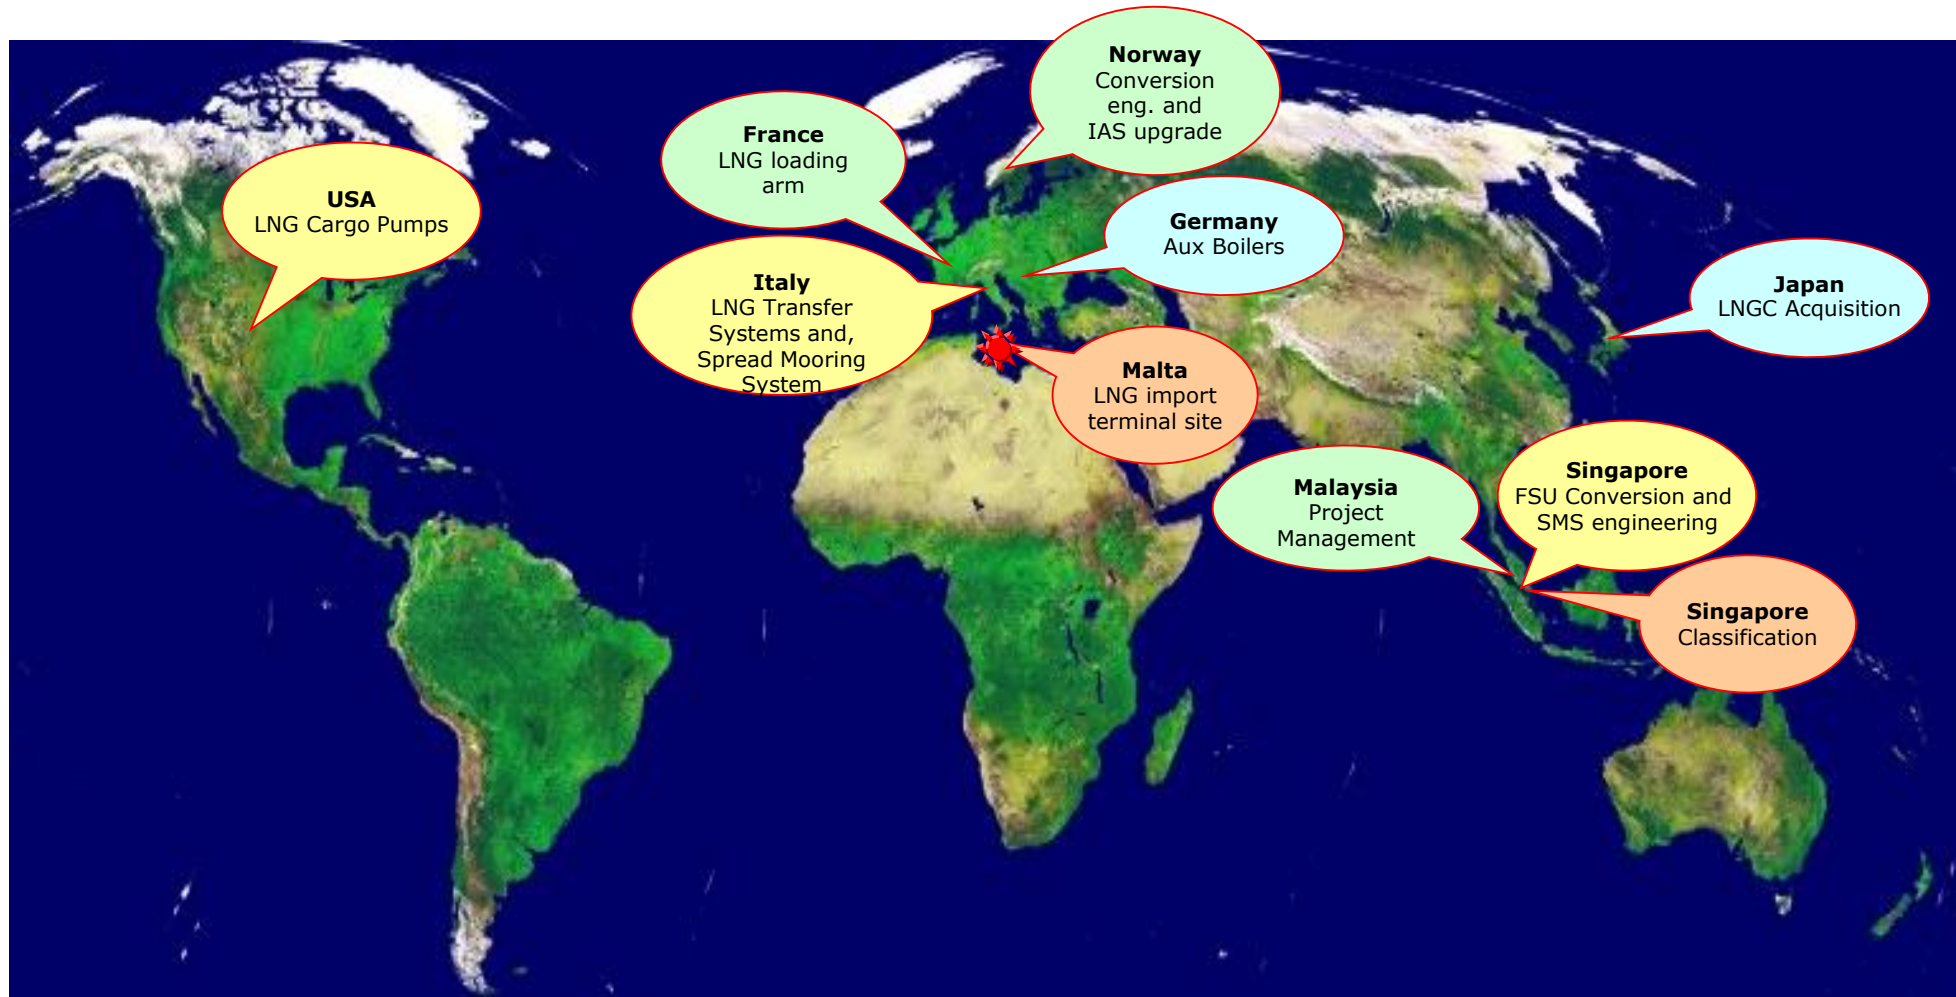 Norway
Conversion
eng. and
IAS upgrade
France
LNG loading
arm
USA
LNG Cargo Pumps
Germany
Aux Boilers
Italy
LNG Transfer
Systems and,
Spread Mooring
System
Japan
LNGC Acquisition
Malta
LNG import
terminal site
Malaysia
Project
Management
Singapore
FSU Conversion and
SMS engineering
Singapore
Classification